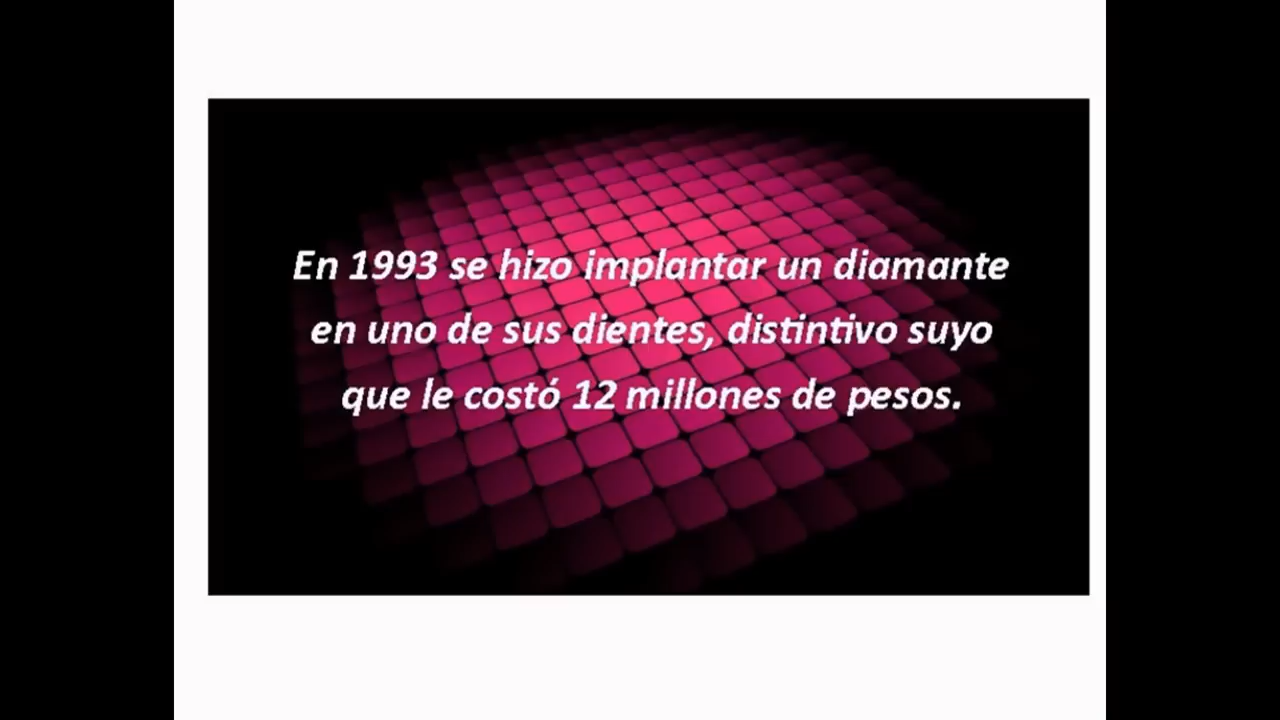 En 1993 se hizo implantar un diamante
en uno de sus dientes, distintivo suyo
que le costó 12 millones de pesos.